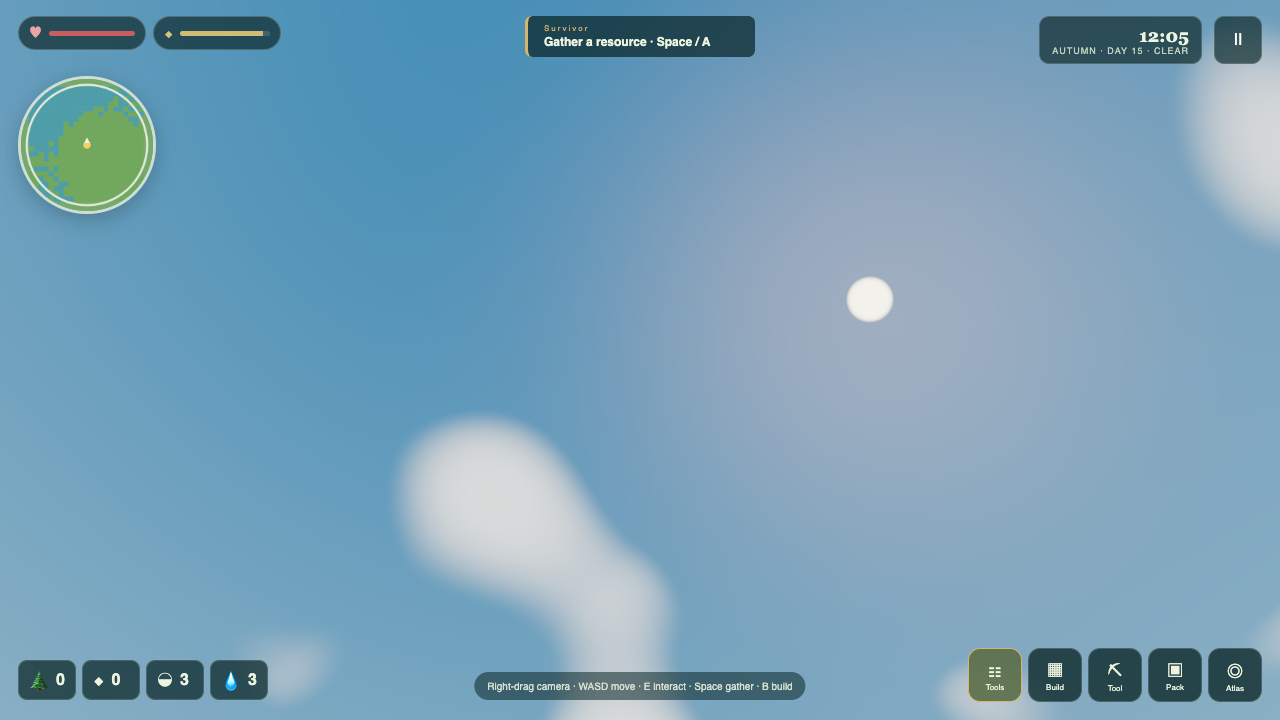 Survivor
Gather a resource · Space / A
12:05
AUTUMN · DAY 15 · CLEAR
0
0
3
3
Right-drag camera · WASD move · E interact · Space gather · B build
Tools
Build
Tool
Pack
Atlas